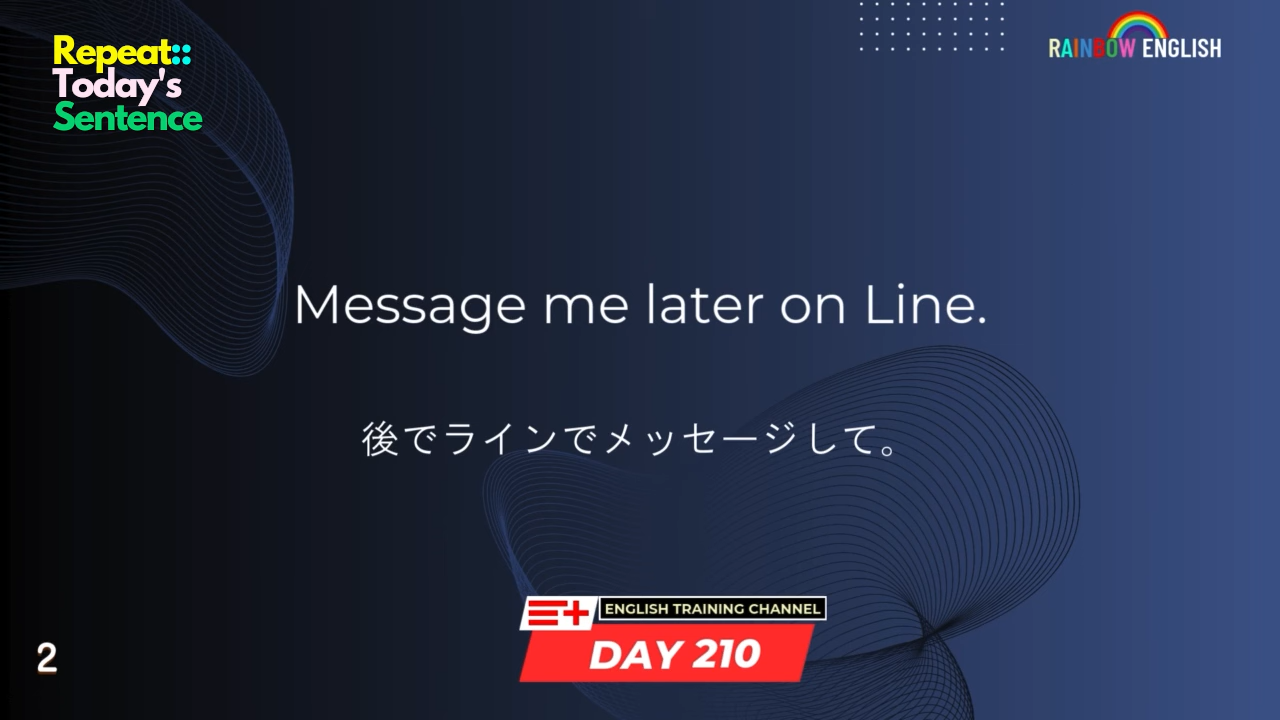 Repeat::
Today's
Sentence
RAINBOW ENGLISH
Message me later on Line.
後でラインでメッセージして。
E+ ENGLISH TRAINING CHANNEL
DAY 210
2